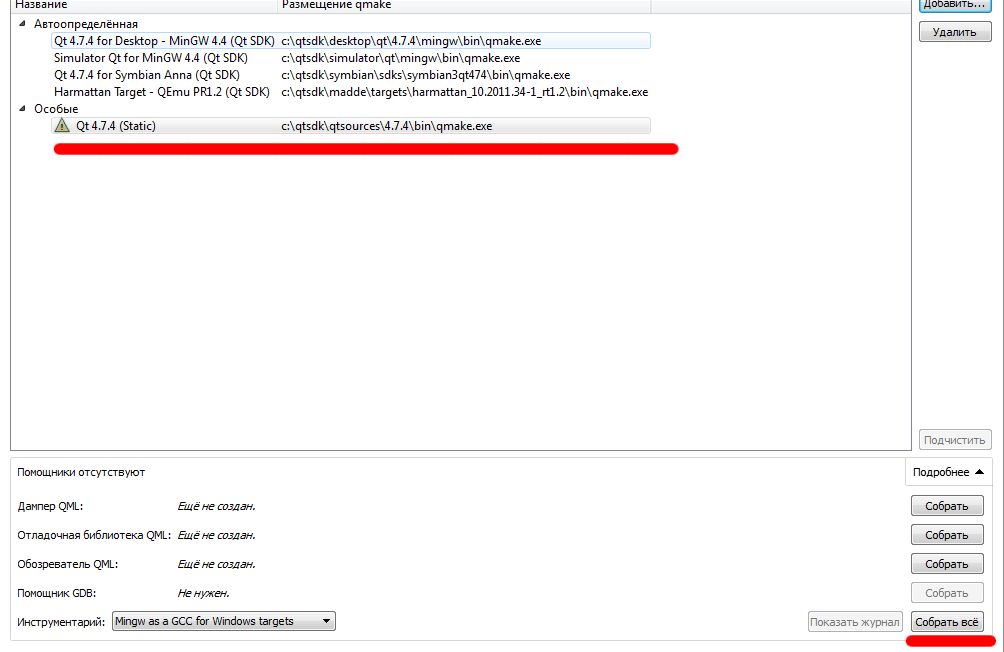 Название Размещение qmake Добавить...
Автоопределённая
Удалить
Qt 4.7.4 for Desktop - MinGW 4.4 (Qt SDK) c:\qtsdk\desktop\qt\4.7.4\mingw\bin\qmake.exe
Simulator Qt for MinGW 4.4 (Qt SDK) c:\qtsdk\simulator\qt\mingw\bin\qmake.exe
Qt 4.7.4 for Symbian Anna (Qt SDK) c:\qtsdk\symbian\sdks\symbian3qt474\bin\qmake.exe
Harmattan Target - QEmu PR1.2 (Qt SDK) c:\qtsdk\madde\targets\harmattan_10.2011.34-1_rt1.2\bin\qmake.exe
Особые
Qt 4.7.4 (Static) c:\qtsdk\qtsources\4.7.4\bin\qmake.exe
Подчистить
Помощники отсутствуют Подробнее
Дампер QML: Ещё не создан. Собрать
Отладочная библиотека QML: Ещё не создан. Собрать
Обозреватель QML: Ещё не создан. Собрать
Помощник GDB: Не нужен. Собрать
Инструментарий: Mingw as a GCC for Windows targets Показать журнал Собрать всё